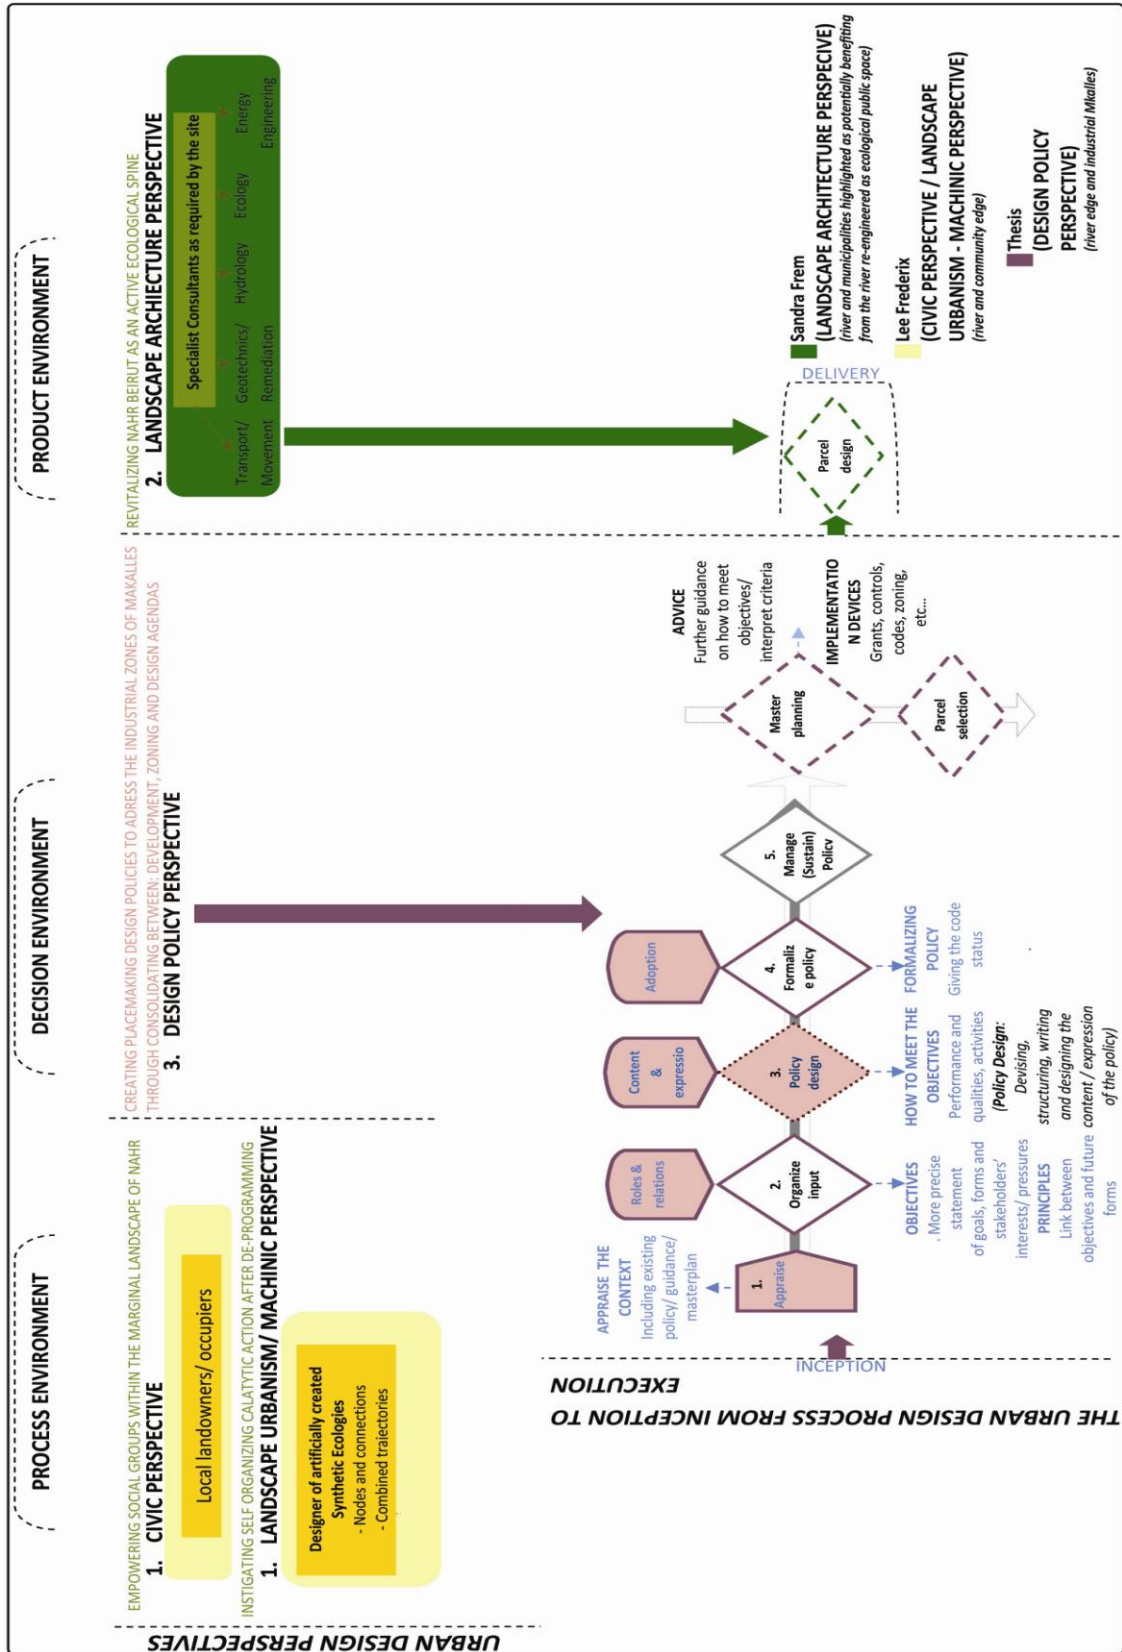 PROCESS ENVIRONMENT
DECISION ENVIRONMENT
PRODUCT ENVIRONMENT
URBAN DESIGN PERSPECTIVES
EMPOWERING SOCIAL GROUPS WITHIN THE MARGINAL LANDSCAPE OF NAHR
1. CIVIC PERSPECTIVE
Local landowners/ occupiers
INSTIGATING SELF ORGANIZING CALATYTIC ACTION AFTER DE-PROGRAMMING
1. LANDSCAPE URBANISM/ MACHINIC PERSPECTIVE
Designer of artificially created
Synthetic Ecologies
- Nodes and connections
- Combined traiectories
CREATING PLACEMAKING DESIGN POLICIES TO ADRESS THE INDUSTRIAL ZONES OF MAKALLES
THROUGH CONSOLIDATING BETWEEN: DEVELOPMENT, ZONING AND DESIGN AGENDAS
3. DESIGN POLICY PERSPECTIVE
REVITALIZING NAHR BEIRUT AS AN ACTIVE ECOLOGICAL SPINE
2. LANDSCAPE ARCHIECTURE PERSPECTIVE
Specialist Consultants as required by the site
Transport/
Movement
Geotechnics/
Remediation
Hydrology
Ecology
Energy
Engineering
THE URBAN DESIGN PROCESS FROM INCEPTION TO
EXECUTION
INCEPTION
APPRAISE THE
CONTEXT
Including existing
policy/ guidance/
masterplan
1.
Appraise
Roles &
relations
2.
Organize
input
OBJECTIVES
. More precise
statement
of goals, forms and
stakeholders'
interests/ pressures
PRINCIPLES
Link between
objectives and future
forms
Content
&
expressio
3.
Policy
design
HOW TO MEET THE
OBJECTIVES
Performance and
qualities, activities
(Policy Design:
Devising,
structuring, writing
and designing the
content / expression
of the policy)
Adoption
4.
Formaliz
e policy
FORMALIZING
POLICY
Giving the code
status
.
5.
Manage
(Sustain)
Policv
Master
planning
Parcel
selection
ADVICE
Further guidance
on how to meet
objectives/
interpret criteria
IMPLEMENTATIO
N DEVICES
Grants, controls,
codes, zoning,
etc...
Parcel
design
DELIVERY
Sandra Frem
(LANDSCAPE ARCHITECTURE PERSPECIVE)
(river and municipalities highlighted as potentially benefiting
from the river re-engineered as ecological public space)
Lee Frederix
(CIVIC PERSPECTIVE / LANDSCAPE
URBANISM - MACHINIC PERSPECTIVE)
(river and community edge)
Thesis
(DESIGN POLICY
PERSPECTIVE)
(river edge and industrial Mkalles)